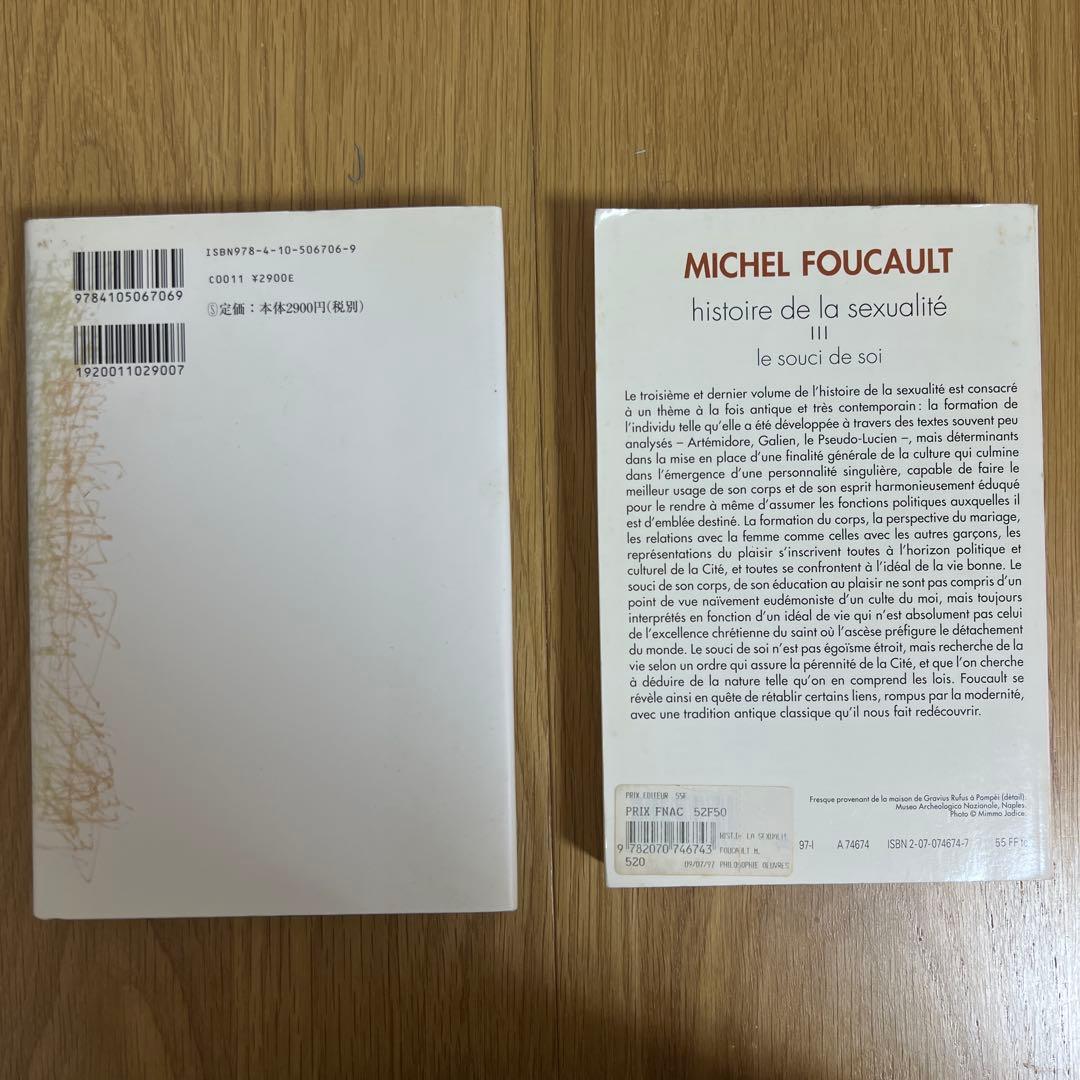 ISBN978-4-10-506706-9
C0011 ¥2900E
9784105067069
Ⓢ定価：本体2900円(税別)
1920011029007
MICHEL FOUCAULT
histoire de la sexualité
III
le souci de soi
Le troisième et dernier volume de l'histoire de la sexualité est consacré
à un thème à la fois antique et très contemporain : la formation de
l'individu telle qu'elle a été développée à travers des textes souvent peu
analysés – Artémidore, Galien, le Pseudo-Lucien –, mais déterminants
dans la mise en place d'une finalité générale de la culture qui culmine
dans l'émergence d'une personnalité singulière, capable de faire le
meilleur usage de son corps et de son esprit harmonieusement éduqué
pour le rendre à même d'assumer les fonctions politiques auxquelles il
est d'emblée destiné. La formation du corps, la perspective du mariage,
les relations avec la femme comme celles avec les autres garçons, les
représentations du plaisir s'inscrivent toutes à l'horizon politique et
culturel de la Cité, et toutes se confrontent à l'idéal de la vie bonne. Le
souci de son corps, de son éducation au plaisir ne sont pas compris d'un
point de vue naïvement eudémoniste d'un culte du moi, mais toujours
interprétés en fonction d'un idéal de vie qui n'est absolument pas celui
de l'excellence chrétienne du saint où l'ascèse préfigure le détachement
du monde. Le souci de soi n'est pas égoïsme étroit, mais recherche de la
vie selon un ordre qui assure la pérennité de la Cité, et que l'on cherche
à déduire de la nature telle qu'on en comprend les lois. Foucault se
révèle ainsi en quête de rétablir certains liens, rompus par la modernité,
avec une tradition antique classique qu'il nous fait redécouvrir.
Fresque provenant de la maison de Gravius Rufus à Pompéi (détail).
Museo Archeologico Nazionale, Naples.
Photo © Mimmo Jodice.
PRIX EDITEUR 55F
PRIX FNAC 52F50
HIST.De LA SEXUALI
9 782070 746743 FOUCAULT M.
520 09/07/97 PHILOSOPHIE OEUVRES
97-I A 74674 ISBN 2-07-074674-7 55 FF tc